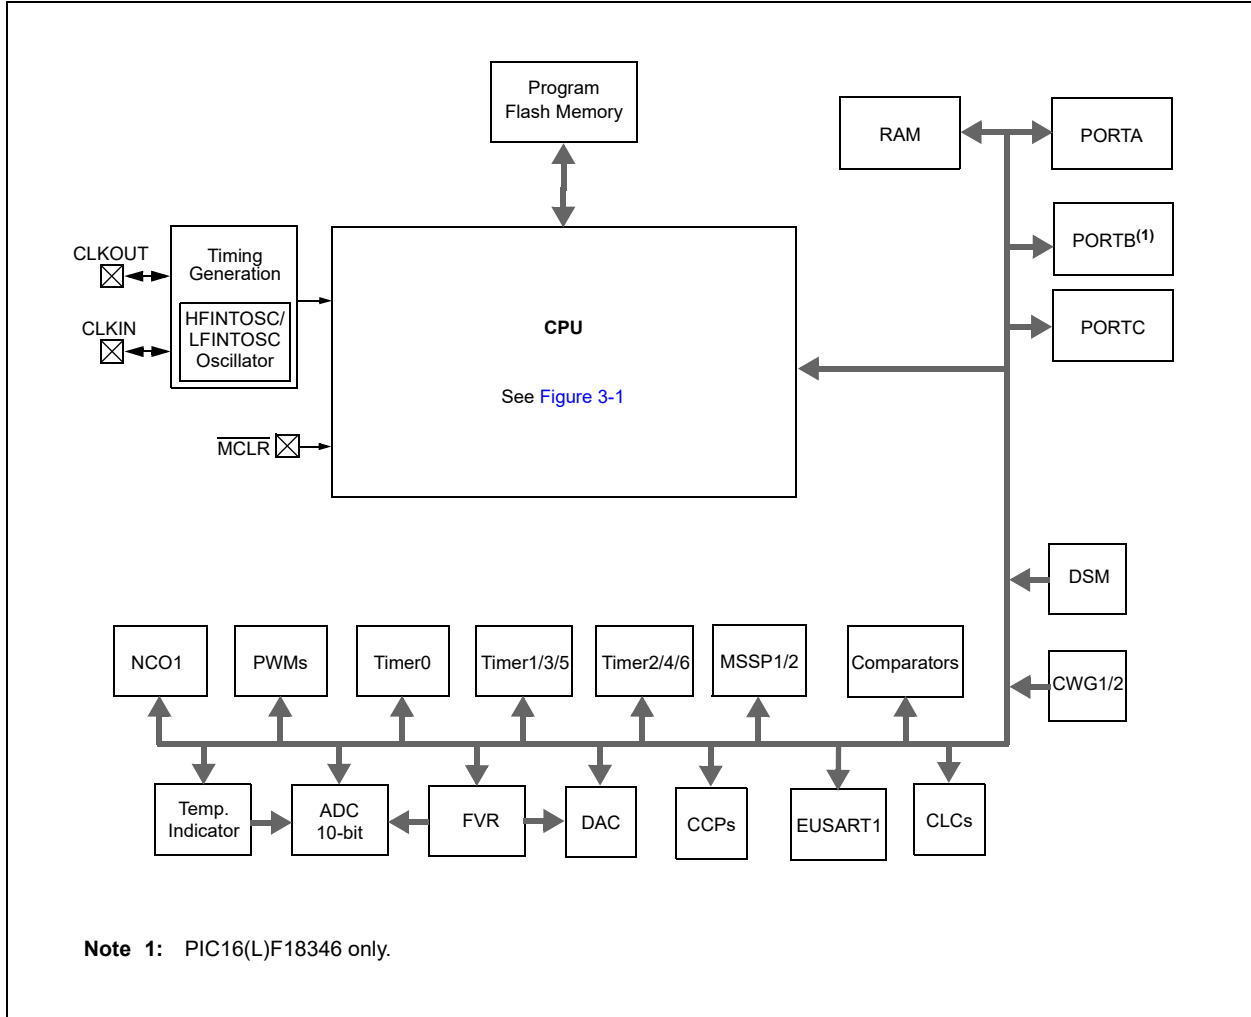 Program
Flash Memory
RAM
PORTA
PORTB(1)
PORTC
CLKOUT
CLKIN
Timing
Generation
HFINTOSC/
LFINTOSC
Oscillator
MCLR
CPU
See Figure 3-1
DSM
CWG1/2
NCO1
PWMs
Timer0
Timer1/3/5
Timer2/4/6
MSSP1/2
Comparators
Temp.
Indicator
ADC
10-bit
FVR
DAC
CCPs
EUSART1
CLCs
Note 1: PIC16(L)F18346 only.